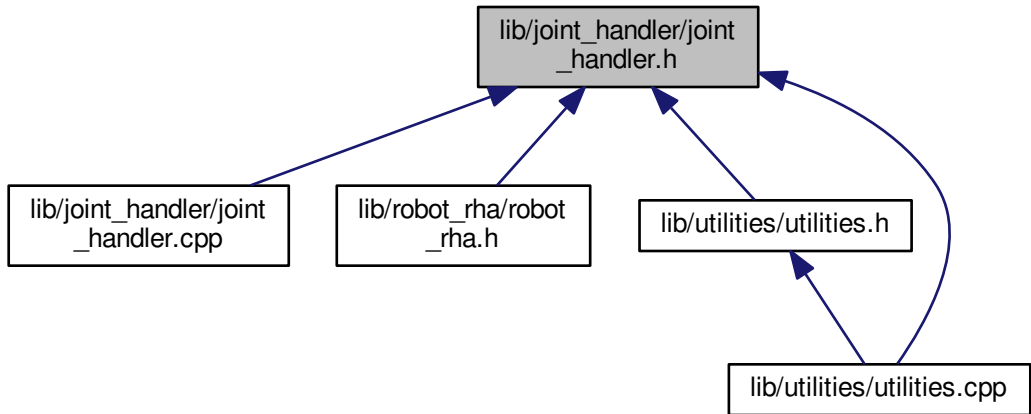 lib/joint_handler/joint
_handler.h
lib/joint_handler/joint
_handler.cpp
lib/robot_rha/robot
_rha.h
lib/utilities/utilities.h
lib/utilities/utilities.cpp